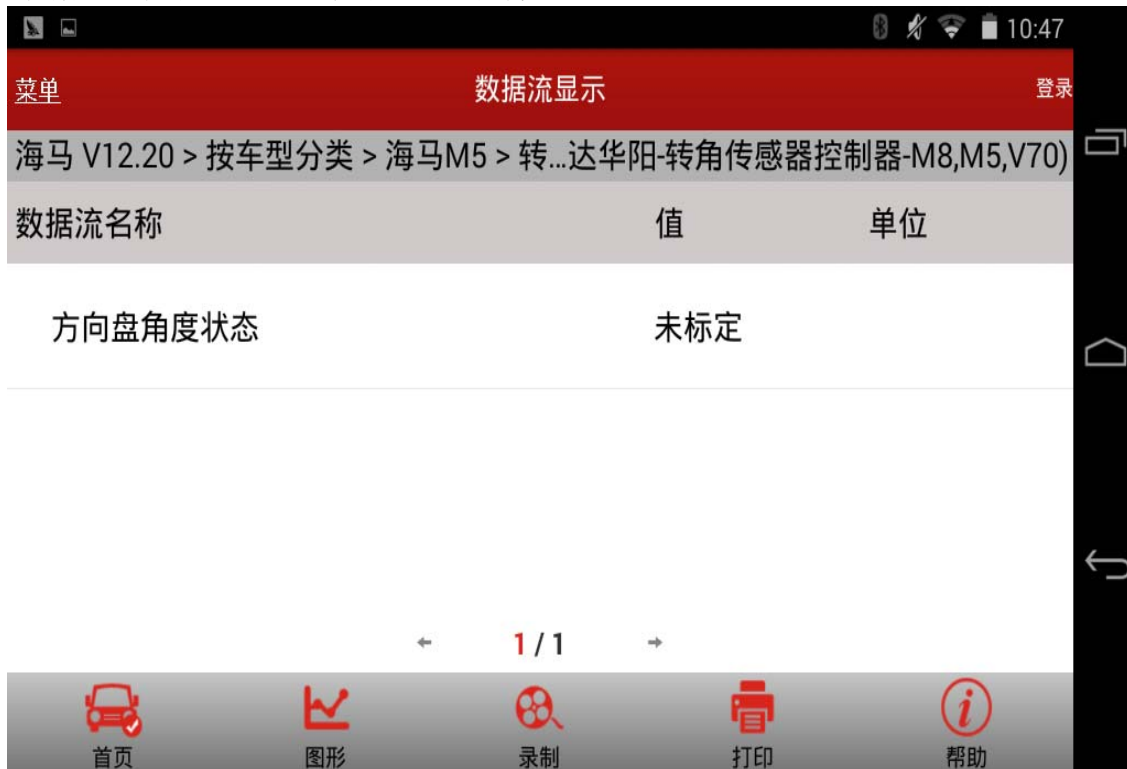 10:47
菜单 数据流显示 登录
海马 V12.20 > 按车型分类 > 海马M5 > 转...达华阳-转角传感器控制器-M8,M5,V70)
数据流名称 值 单位
方向盘角度状态 未标定
1 / 1
首页 图形 录制 打印 帮助